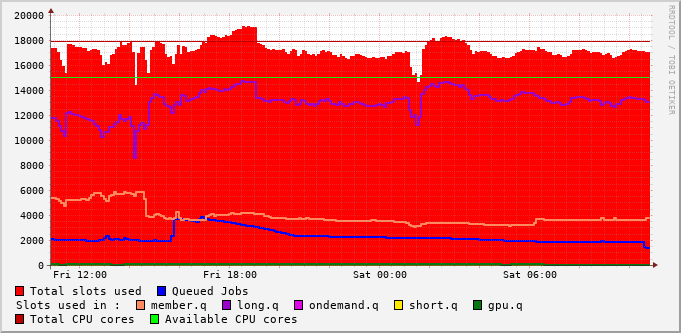 20000
18000
16000
14000
12000
10000
8000
6000
4000
2000
0
Fri 12:00 Fri 18:00 Sat 00:00 Sat 06:00
RRDTOOL / TOBI OETIKER
Total slots used Queued Jobs
Slots used in : member.q long.q ondemand.q short.q gpu.q
Total CPU cores Available CPU cores